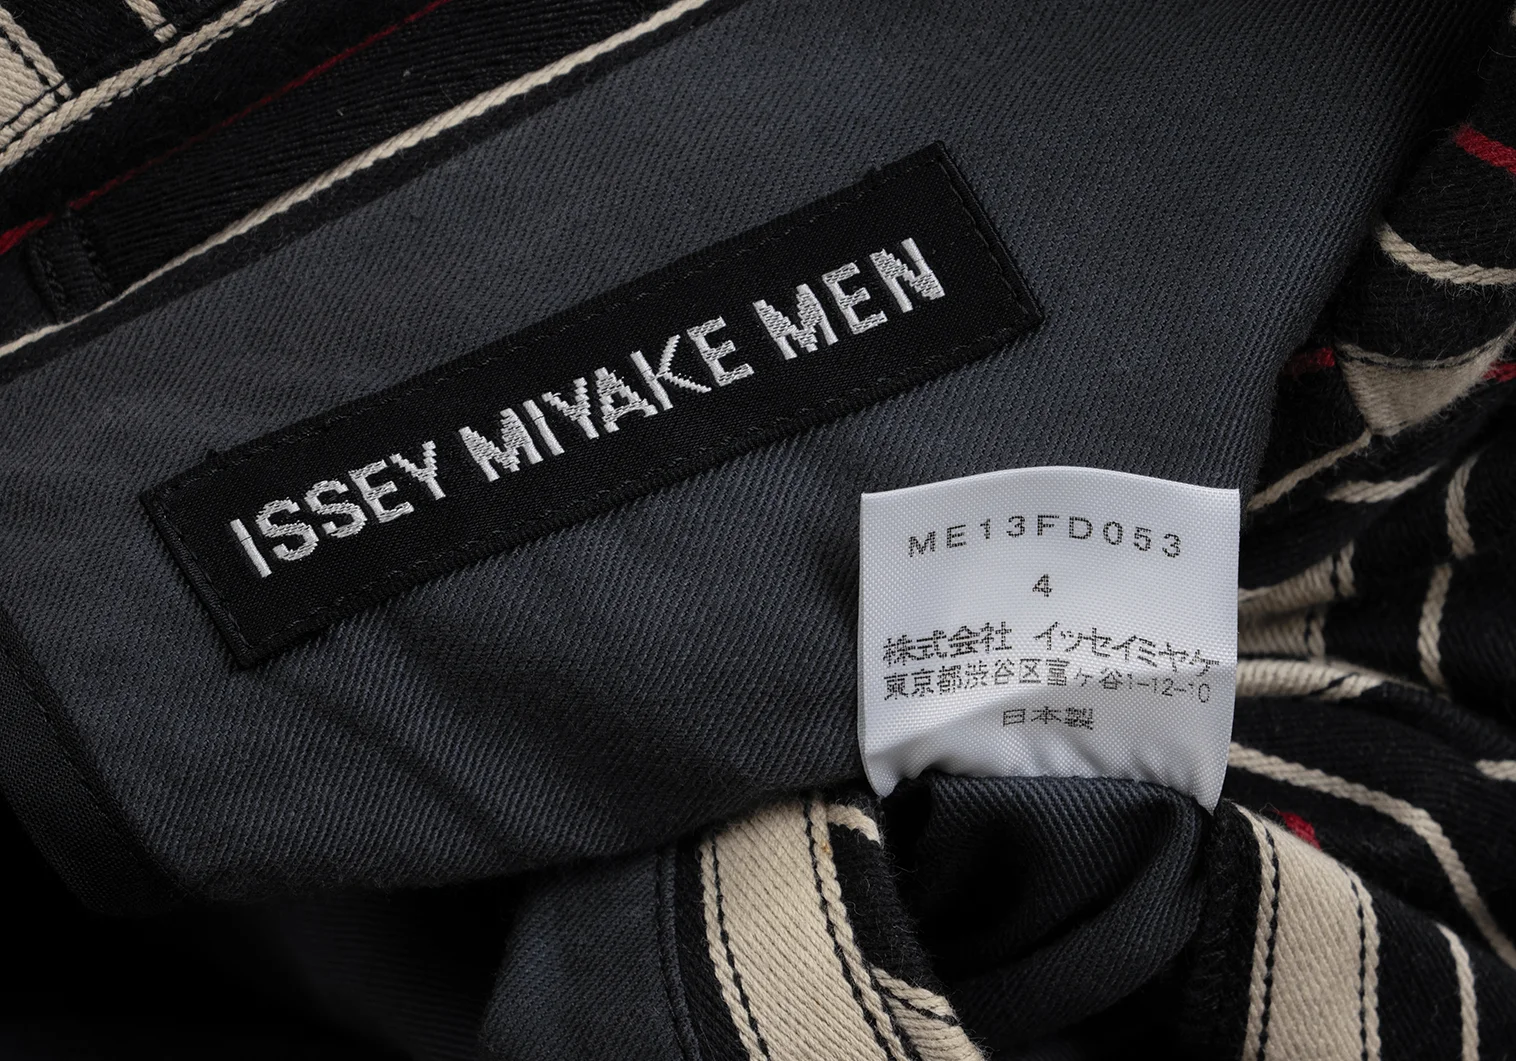 ISSEY MIYAKE MEN
ME13FD053
4
株式会社 イッセイミヤケ
東京都渋谷区富ヶ谷1-12-10
日本製